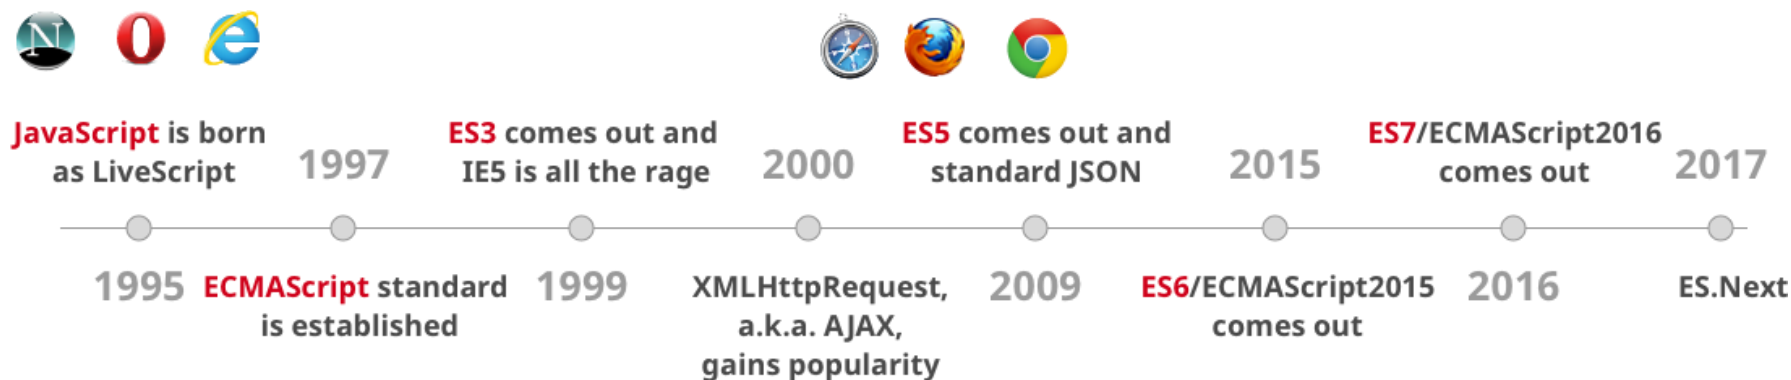 N
JavaScript is born
as LiveScript
1995
1997
ECMAScript standard
is established
ES3 comes out and
IE5 is all the rage
1999
2000
XMLHttpRequest,
a.k.a. AJAX,
gains popularity
ES5 comes out and
standard JSON
2009
2015
ES6/ECMAScript2015
comes out
ES7/ECMAScript2016
comes out
2016
2017
ES.Next